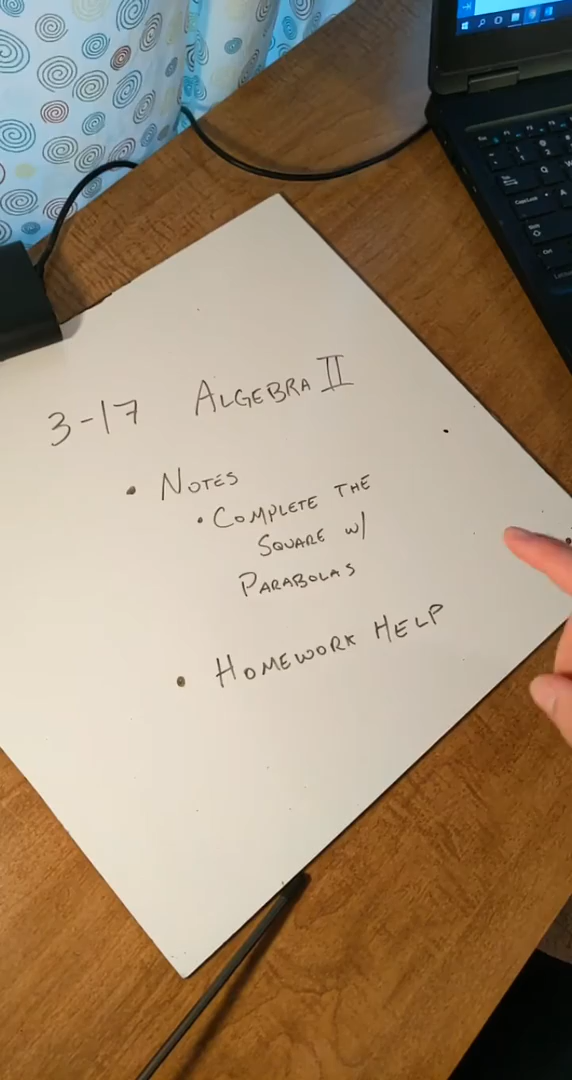 3-17 ALGEBRA II
• NOTES
• COMPLETE THE
SQUARE W/
PARABOLAS
• HOMEWORK HELP